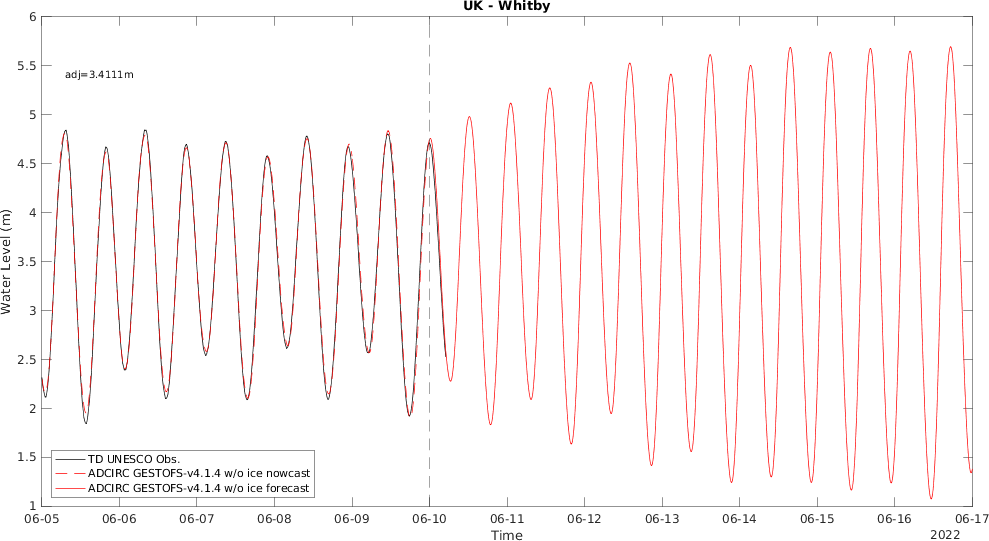 UK - Whitby
6
5.5
5
4.5
4
3.5
3
2.5
2
1.5
1
Water Level (m)
adj=3.4111m
TD UNESCO Obs.
ADCIRC GESTOFS-v4.1.4 w/o ice nowcast
ADCIRC GESTOFS-v4.1.4 w/o ice forecast
06-05 06-06 06-07 06-08 06-09 06-10 06-11 06-12 06-13 06-14 06-15 06-16 06-17
Time
2022